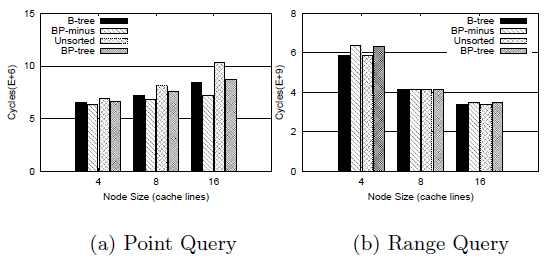 15
10
5
0
Cycles(E+6)
B-tree
BP-minus
Unsorted
BP-tree
4 8 16
Node Size (cache lines)
(a) Point Query
8
6
4
2
0
Cycles(E+9)
B-tree
BP-minus
Unsorted
BP-tree
4 8 16
Node Size (cache lines)
(b) Range Query